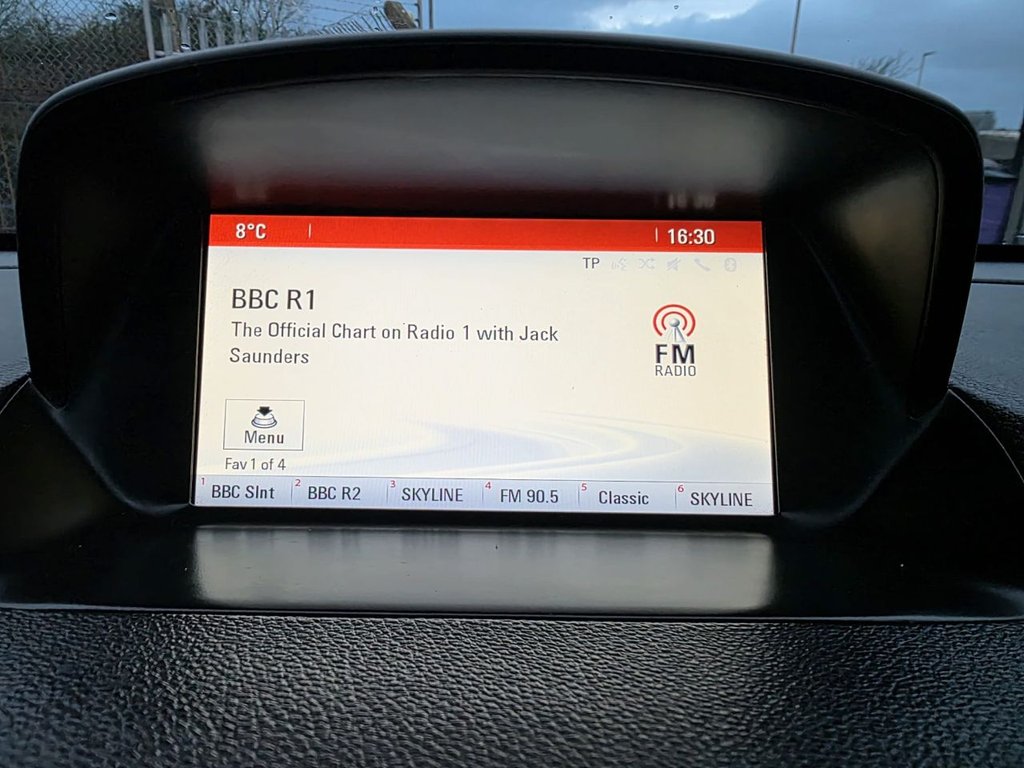 8°C
16:30
TP
BBC R1
The Official Chart on Radio 1 with Jack
Saunders
FM
RADIO
Menu
Fav 1 of 4
1 BBC Slnt 2 BBC R2 3 SKYLINE 4 FM 90.5 5 Classic 6 SKYLINE